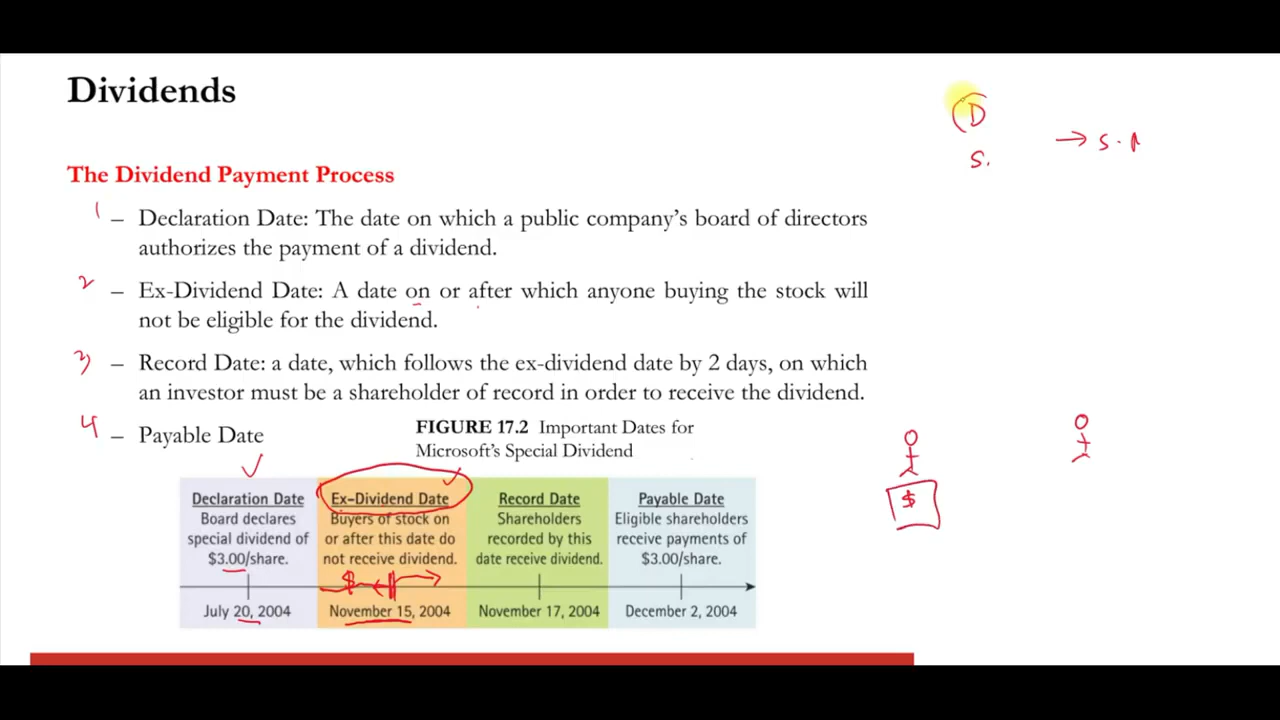 Dividends
The Dividend Payment Process
1 – Declaration Date: The date on which a public company's board of directors
authorizes the payment of a dividend.
2 – Ex-Dividend Date: A date on or after which anyone buying the stock will
not be eligible for the dividend.
3 – Record Date: a date, which follows the ex-dividend date by 2 days, on which
an investor must be a shareholder of record in order to receive the dividend.
4 – Payable Date
FIGURE 17.2 Important Dates for
Microsoft's Special Dividend
Declaration Date
Board declares
special dividend of
$3.00/share.
July 20, 2004
Ex–Dividend Date
Buyers of stock on
or after this date do
not receive dividend.
$
November 15, 2004
Record Date
Shareholders
recorded by this
date receive dividend.
November 17, 2004
Payable Date
Eligible shareholders
receive payments of
$3.00/share.
December 2, 2004
D
S.
→ S.
$